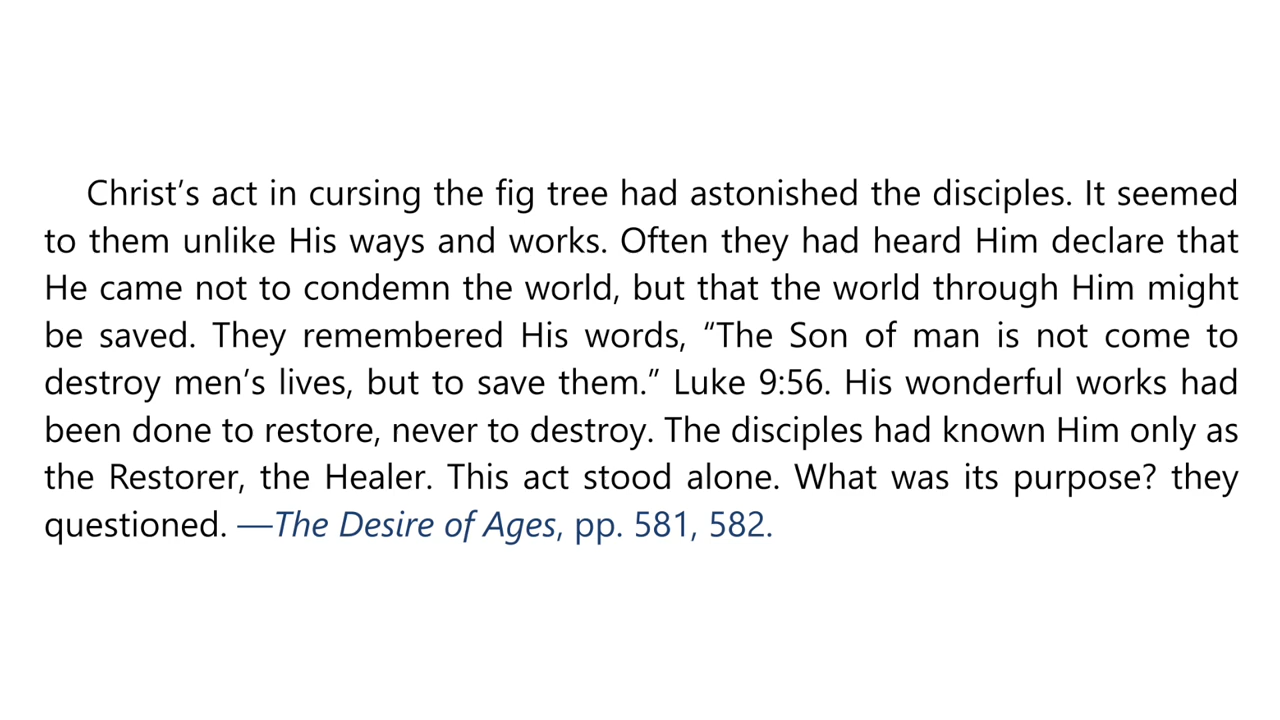 Christ’s act in cursing the fig tree had astonished the disciples. It seemed
to them unlike His ways and works. Often they had heard Him declare that
He came not to condemn the world, but that the world through Him might
be saved. They remembered His words, “The Son of man is not come to
destroy men’s lives, but to save them.” Luke 9:56. His wonderful works had
been done to restore, never to destroy. The disciples had known Him only as
the Restorer, the Healer. This act stood alone. What was its purpose? they
questioned. —The Desire of Ages, pp. 581, 582.